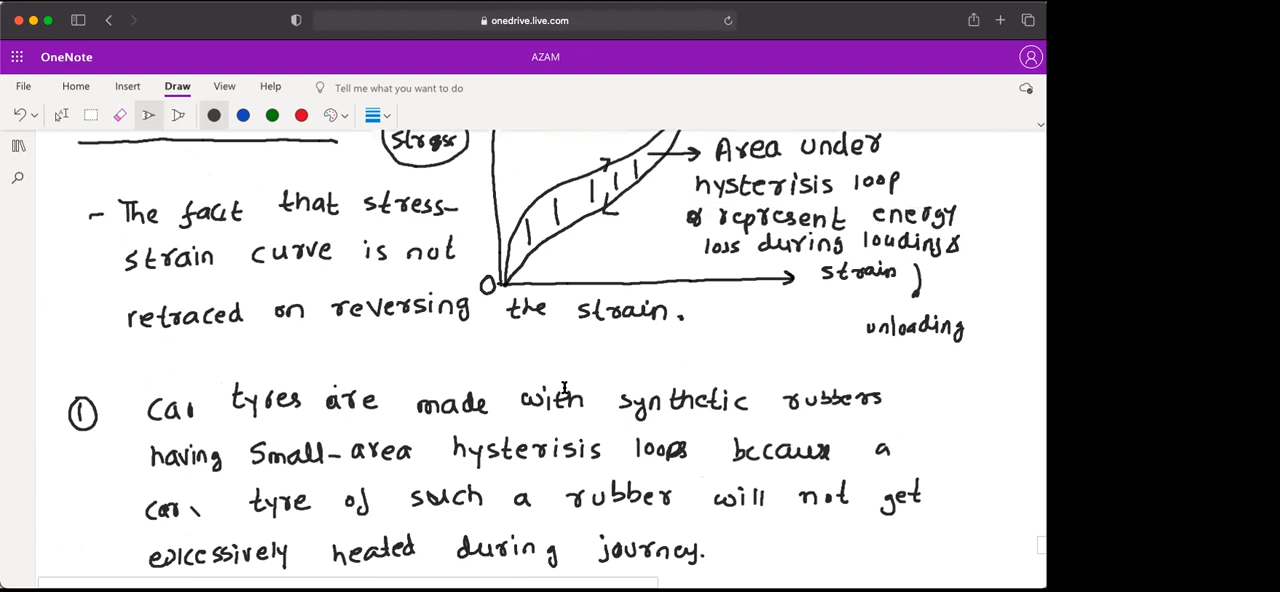 onedrive.live.com
OneNote
AZAM
File Home Insert Draw View Help Tell me what you want to do
stress
Area under
hysterisis loop
represent energy
loss during loading &
unloading
strain
O
- The fact that stress-
strain curve is not
retraced on reversing the strain.
① Car tyres are made with synthetic rubbers
having small-area hysterisis loops because a
car tyre of such a rubber will not get
excessively heated during journey.